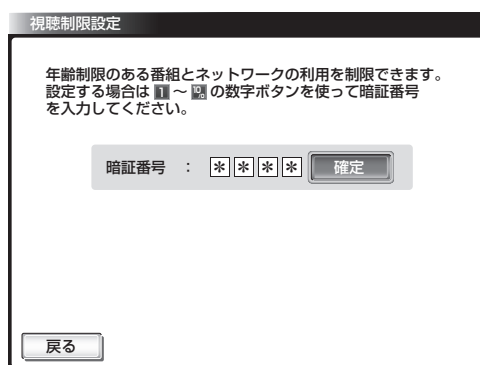 視聴制限設定
年齢制限のある番組とネットワークの利用を制限できます。
設定する場合は 1 ～ 10 の数字ボタンを使って暗証番号
を入力してください。
暗証番号 ： ＊＊＊＊ 確定
戻る